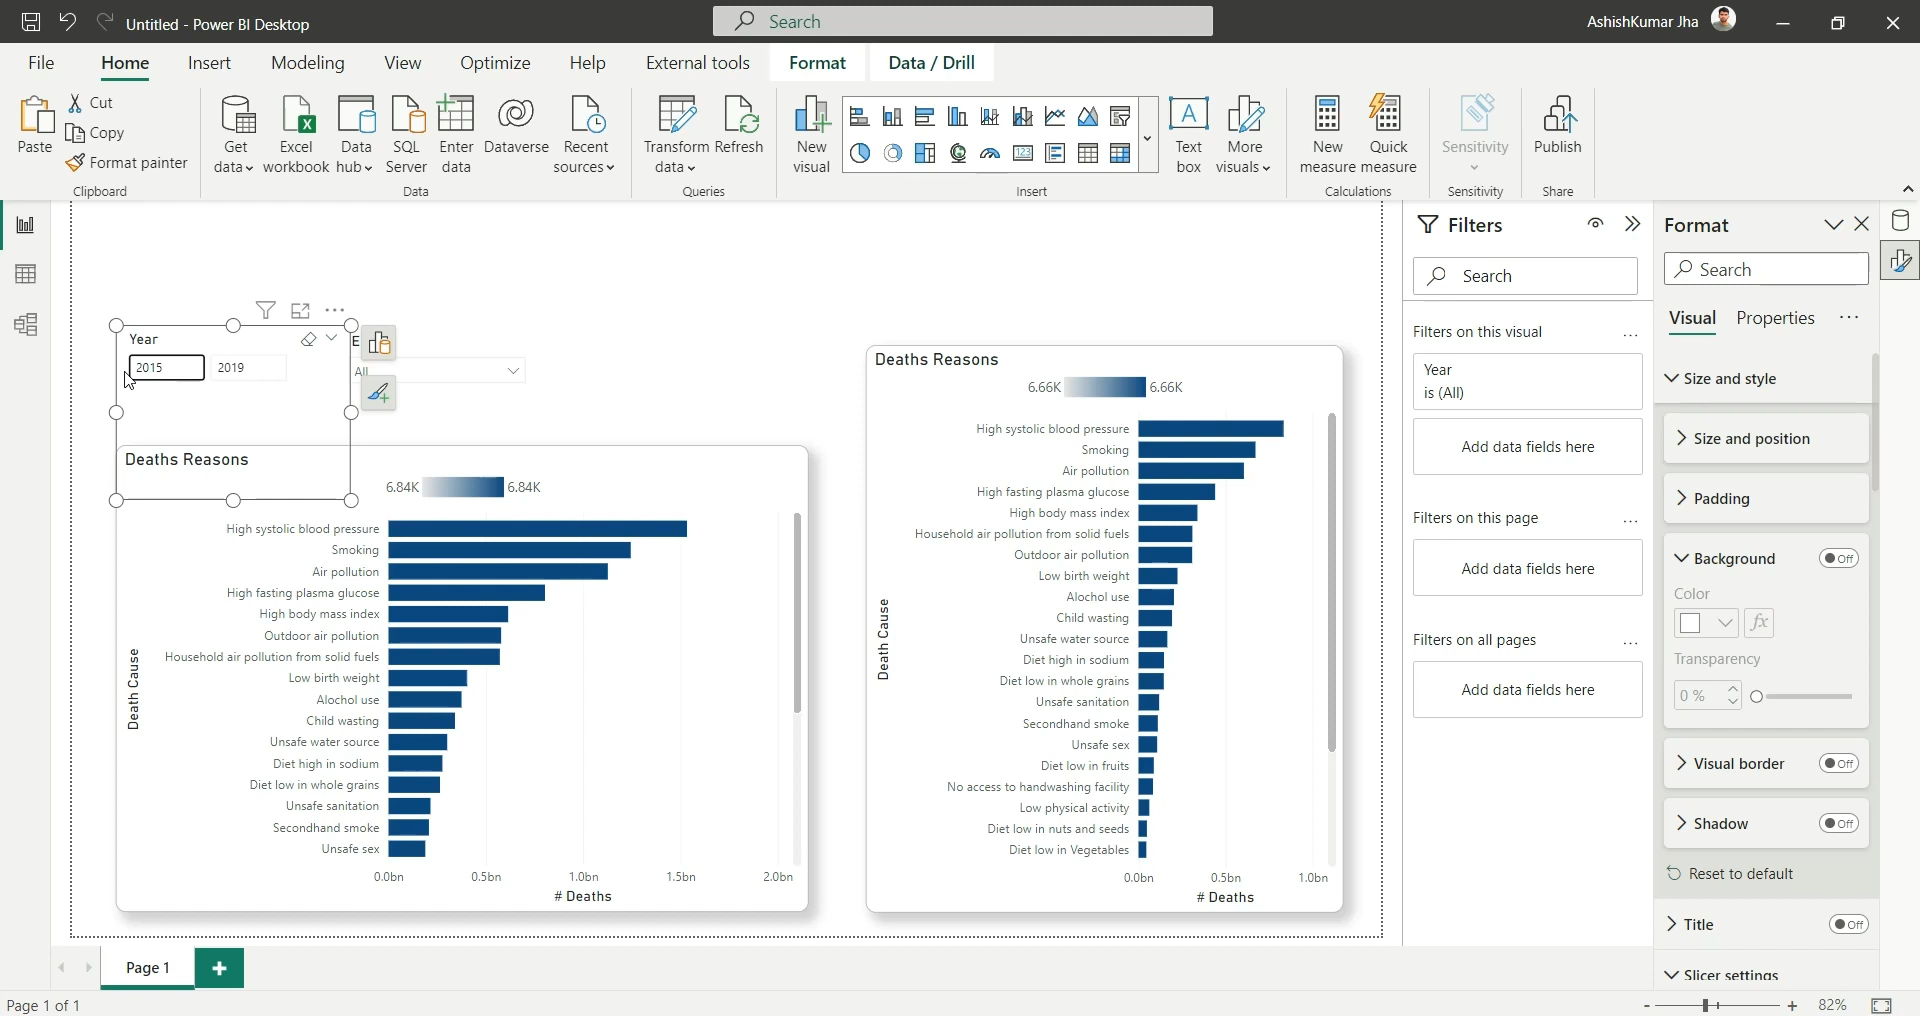 Untitled - Power BI Desktop
Search
AshishKumar Jha
File
Home
Insert
Modeling
View
Optimize
Help
External tools
Format
Data / Drill
Paste
Cut
Copy
Format painter
Clipboard
Get data
Excel workbook
Data hub
SQL Server
Enter data
Dataverse
Recent sources
Data
Transform data
Refresh
Queries
New visual
Text box
More visuals
Insert
New measure
Quick measure
Calculations
Sensitivity
Sensitivity
Publish
Share
Year
2015
2019
E
All
Deaths Reasons
6.84K
6.84K
High systolic blood pressure
Smoking
Air pollution
High fasting plasma glucose
High body mass index
Outdoor air pollution
Household air pollution from solid fuels
Low birth weight
Alochol use
Child wasting
Unsafe water source
Diet high in sodium
Diet low in whole grains
Unsafe sanitation
Secondhand smoke
Unsafe sex
Death Cause
0.0bn
0.5bn
1.0bn
1.5bn
2.0bn
# Deaths
Deaths Reasons
6.66K
6.66K
High systolic blood pressure
Smoking
Air pollution
High fasting plasma glucose
High body mass index
Household air pollution from solid fuels
Outdoor air pollution
Low birth weight
Alochol use
Child wasting
Unsafe water source
Diet high in sodium
Diet low in whole grains
Unsafe sanitation
Secondhand smoke
Unsafe sex
Diet low in fruits
No access to handwashing facility
Low physical activity
Diet low in nuts and seeds
Diet low in Vegetables
Death Cause
0.0bn
0.5bn
1.0bn
# Deaths
Filters
Search
Filters on this visual
Year
is (All)
Add data fields here
Filters on this page
Add data fields here
Filters on all pages
Add data fields here
Format
Search
Visual
Properties
Size and style
Size and position
Padding
Background
Off
Color
fx
Transparency
0 %
Visual border
Off
Shadow
Off
Reset to default
Title
Off
Slicer settings
Page 1
Page 1 of 1
82%